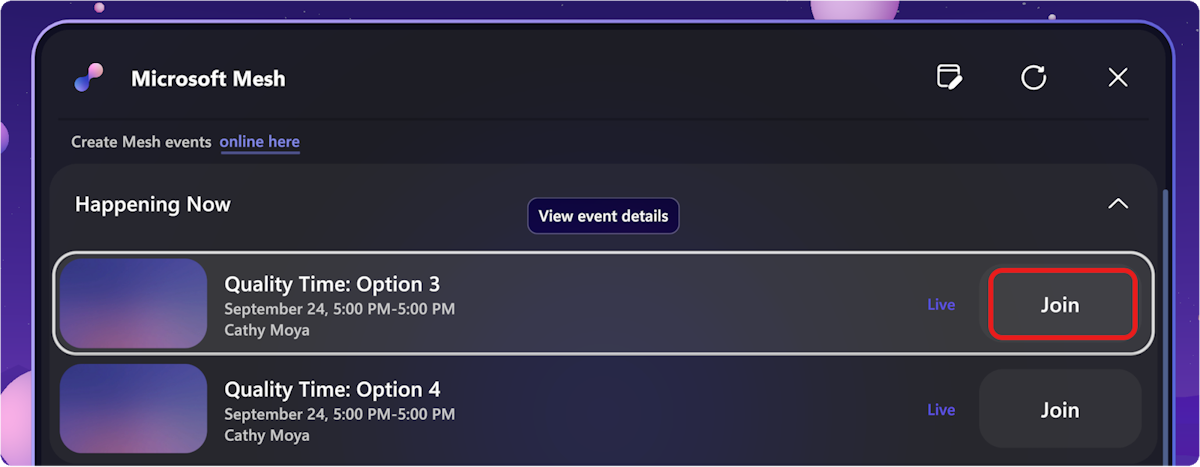 Microsoft Mesh
Create Mesh events online here
Happening Now
View event details
Quality Time: Option 3
September 24, 5:00 PM-5:00 PM
Cathy Moya
Live
Join
Quality Time: Option 4
September 24, 5:00 PM-5:00 PM
Cathy Moya
Live
Join